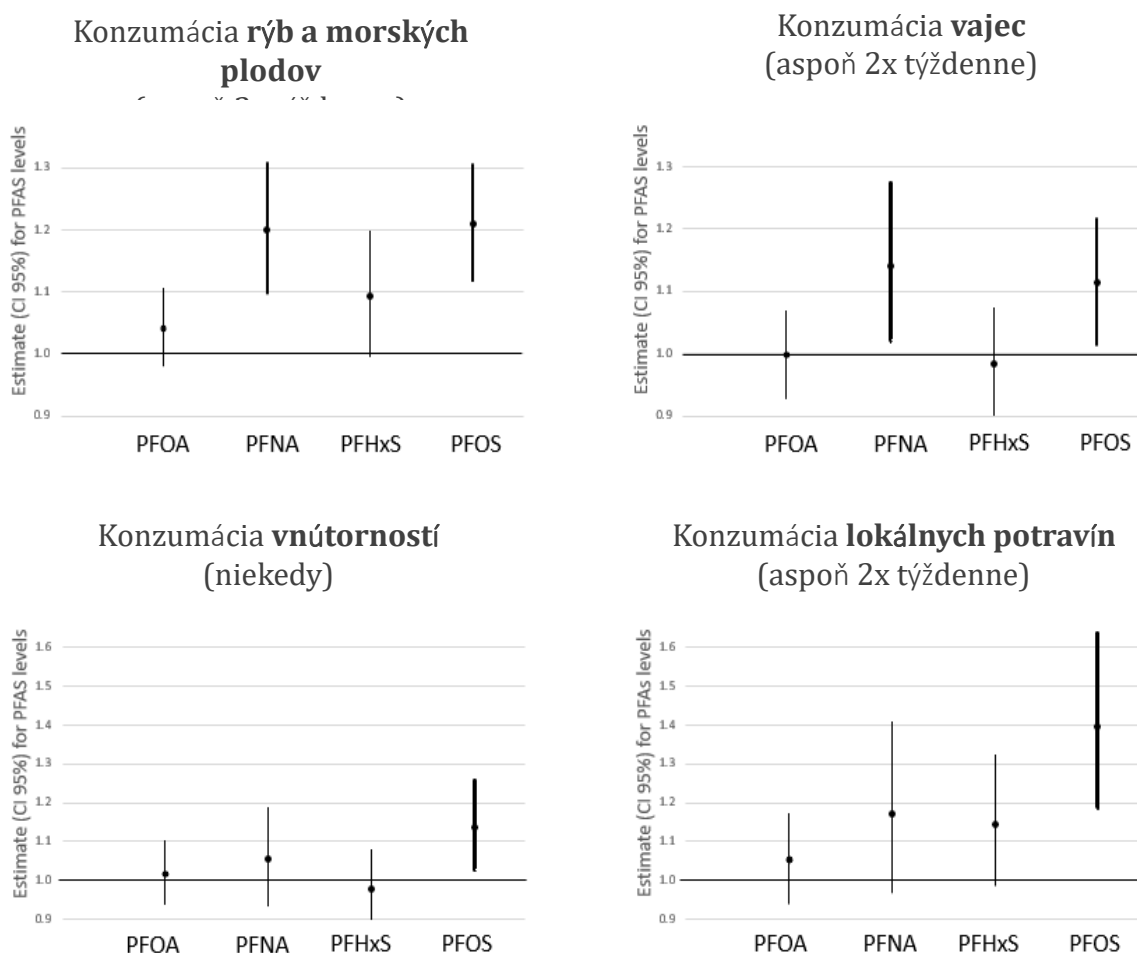 Konzumácia rýb a morských
plodov
Konzumácia vajec
(aspoň 2x týždenne)
Estimate (CI 95%) for PFAS levels
1.3
1.2
1.1
1.0
0.9
PFOA PFNA PFHxS PFOS
Estimate (CI 95%) for PFAS levels
1.3
1.2
1.1
1.0
0.9
PFOA PFNA PFHxS PFOS
Konzumácia vnútorností
(niekedy)
Konzumácia lokálnych potravín
(aspoň 2x týždenne)
Estimate (CI 95%) for PFAS levels
1.6
1.5
1.4
1.3
1.2
1.1
1.0
0.9
PFOA PFNA PFHxS PFOS
Estimate (CI 95%) for PFAs levels
1.6
1.5
1.4
1.3
1.2
1.1
1.0
0.9
PFOA PFNA PFHxS PFOS